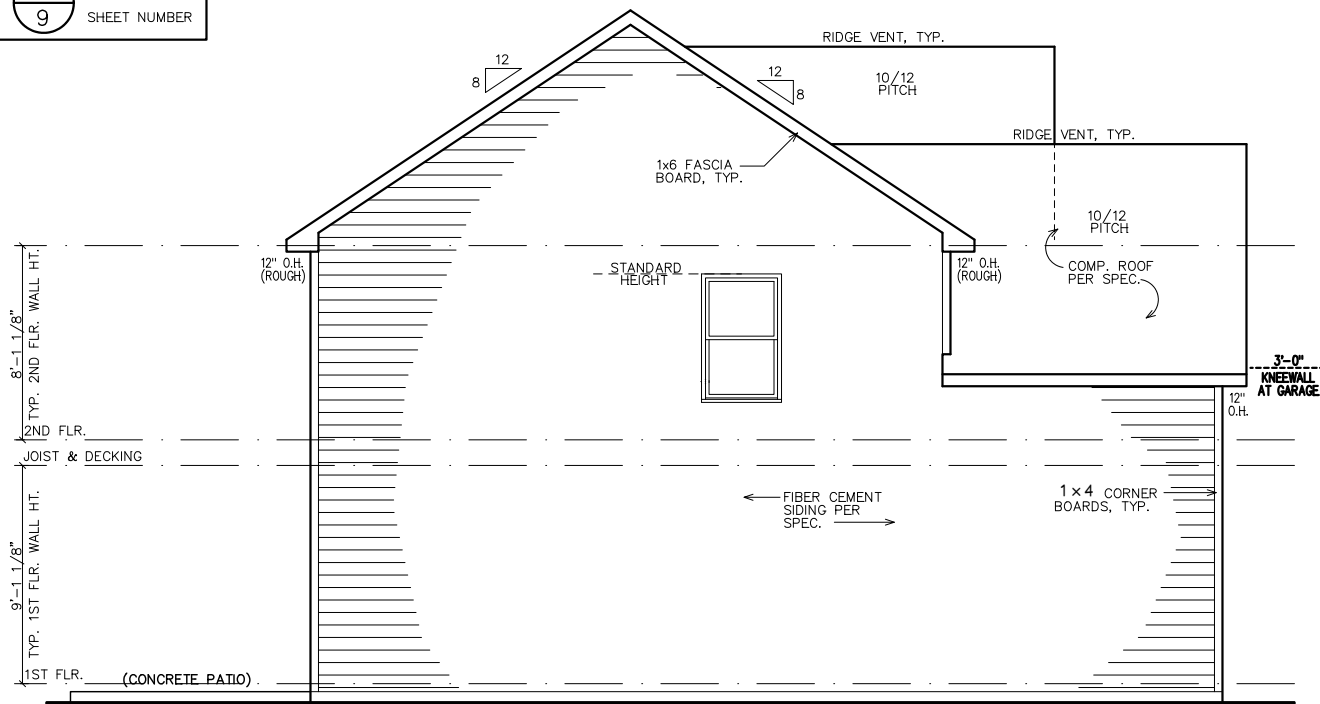 9 SHEET NUMBER
RIDGE VENT, TYP.
12
8
12
8
10/12
PITCH
RIDGE VENT, TYP.
1x6 FASCIA
BOARD, TYP.
10/12
PITCH
12" O.H.
(ROUGH)
STANDARD
HEIGHT
12" O.H.
(ROUGH)
COMP. ROOF
PER SPEC.
8'-1 1/8"
TYP. 2ND FLR. WALL HT.
3'-0"
KNEEWALL
AT GARAGE
12"
O.H.
2ND FLR.
JOIST & DECKING
FIBER CEMENT
SIDING PER
SPEC.
1 x 4 CORNER
BOARDS, TYP.
9'-1 1/8"
TYP. 1ST FLR. WALL HT.
1ST FLR.
(CONCRETE PATIO)